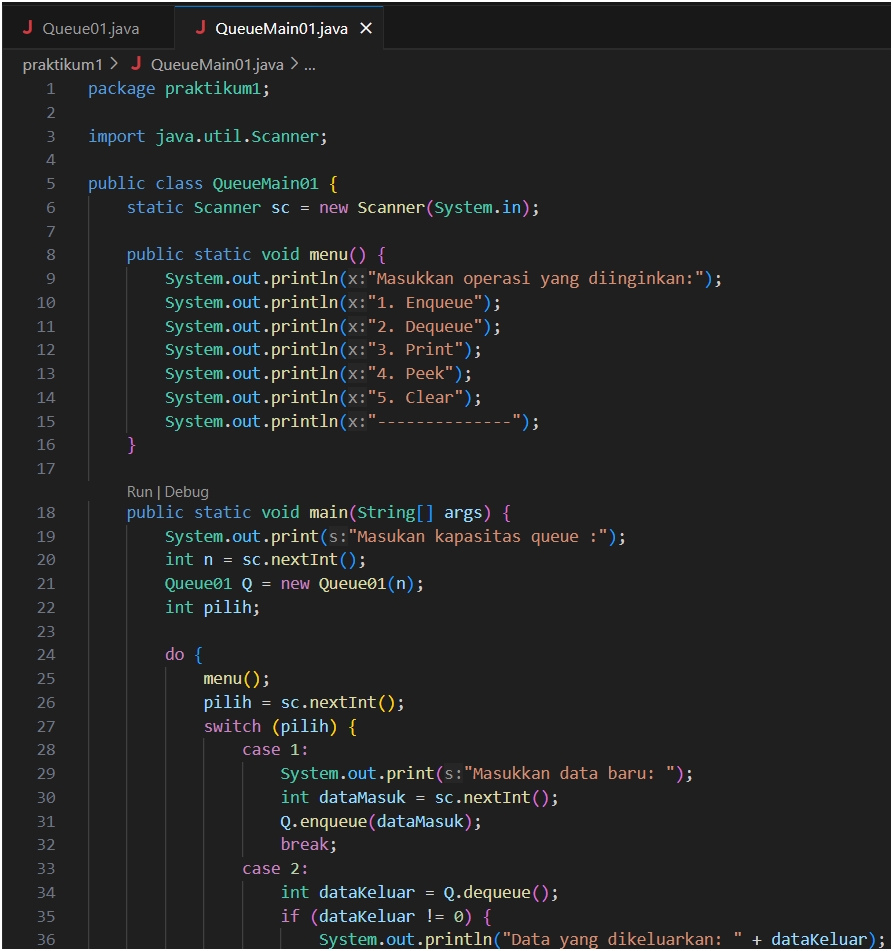 Queue01.java
QueueMain01.java
praktikum1 > QueueMain01.java > ...
1 package praktikum1;
2
3 import java.util.Scanner;
4
5 public class QueueMain01 {
6 static Scanner sc = new Scanner(System.in);
7
8 public static void menu() {
9 System.out.println(x:"Masukkan operasi yang diinginkan:");
10 System.out.println(x:"1. Enqueue");
11 System.out.println(x:"2. Dequeue");
12 System.out.println(x:"3. Print");
13 System.out.println(x:"4. Peek");
14 System.out.println(x:"5. Clear");
15 System.out.println(x:"--------------");
16 }
17
Run | Debug
18 public static void main(String[] args) {
19 System.out.print(s:"Masukan kapasitas queue :");
20 int n = sc.nextInt();
21 Queue01 Q = new Queue01(n);
22 int pilih;
23
24 do {
25 menu();
26 pilih = sc.nextInt();
27 switch (pilih) {
28 case 1:
29 System.out.print(s:"Masukkan data baru: ");
30 int dataMasuk = sc.nextInt();
31 Q.enqueue(dataMasuk);
32 break;
33 case 2:
34 int dataKeluar = Q.dequeue();
35 if (dataKeluar != 0) {
36 System.out.println("Data yang dikeluarkan: " + dataKeluar);